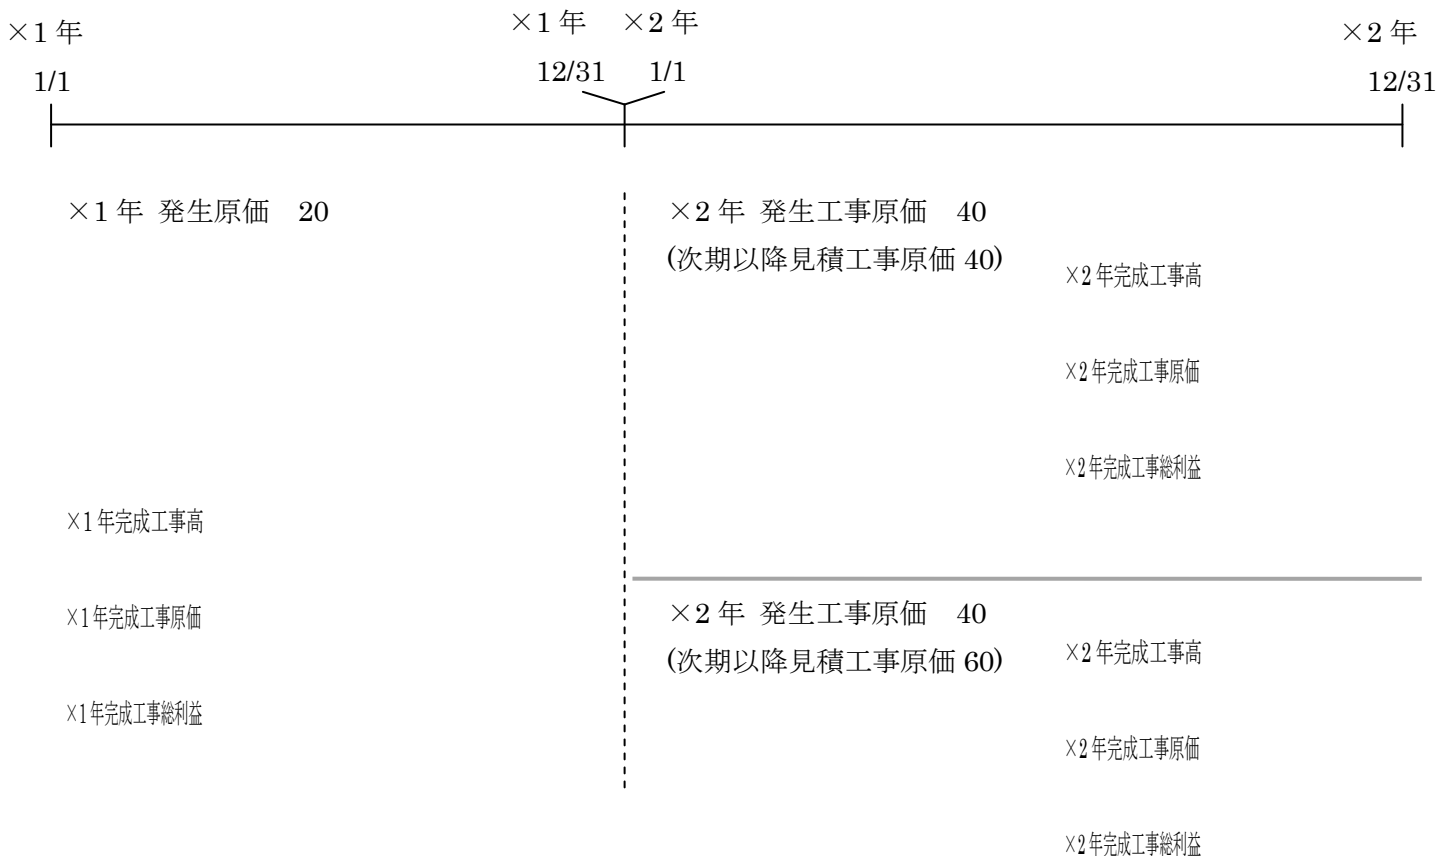 ×1年
×1年 ×2年
×2年
1/1
12/31 1/1
12/31
×1年 発生原価 20
×1年完成工事高
×1年完成工事原価
×1年完成工事総利益
×2年 発生工事原価 40
(次期以降見積工事原価 40)
×2年完成工事高
×2年完成工事原価
×2年完成工事総利益
×2年 発生工事原価 40
(次期以降見積工事原価 60)
×2年完成工事高
×2年完成工事原価
×2年完成工事総利益